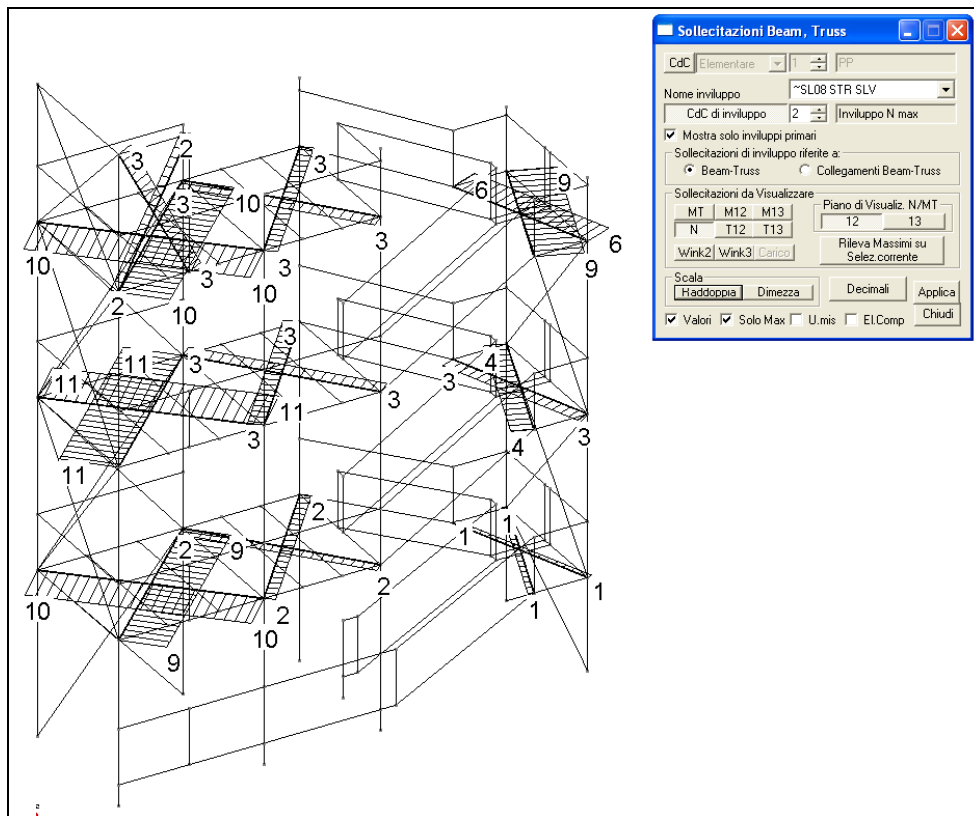 Sollecitazioni Beam, Truss
CdC Elementare 1 PP
Nome inviluppo ~SL08 STR SLV
CdC di inviluppo 2 Inviluppo N max
Mostra solo inviluppi primari
Sollecitazioni di inviluppo riferite a:
Beam-Truss Collegamenti Beam-Truss
Sollecitazioni da Visualizzare
MT M12 M13
N T12 T13
Wink2 Wink3 Carico
Piano di Visualiz. N/MT
12 13
Rileva Massimi su
Selez.corrente
Scala
Raddoppia Dimezza
Decimali
Applica
Chiudi
Valori Solo Max U.mis El.Comp
3 2 3 6 9
3 10
10 3 3 10 3 6
2 10 9
3 4
11 11 3 11 3 3
11 3 4 3
2 1 1
2 9
10 2 10 2 1 1
9